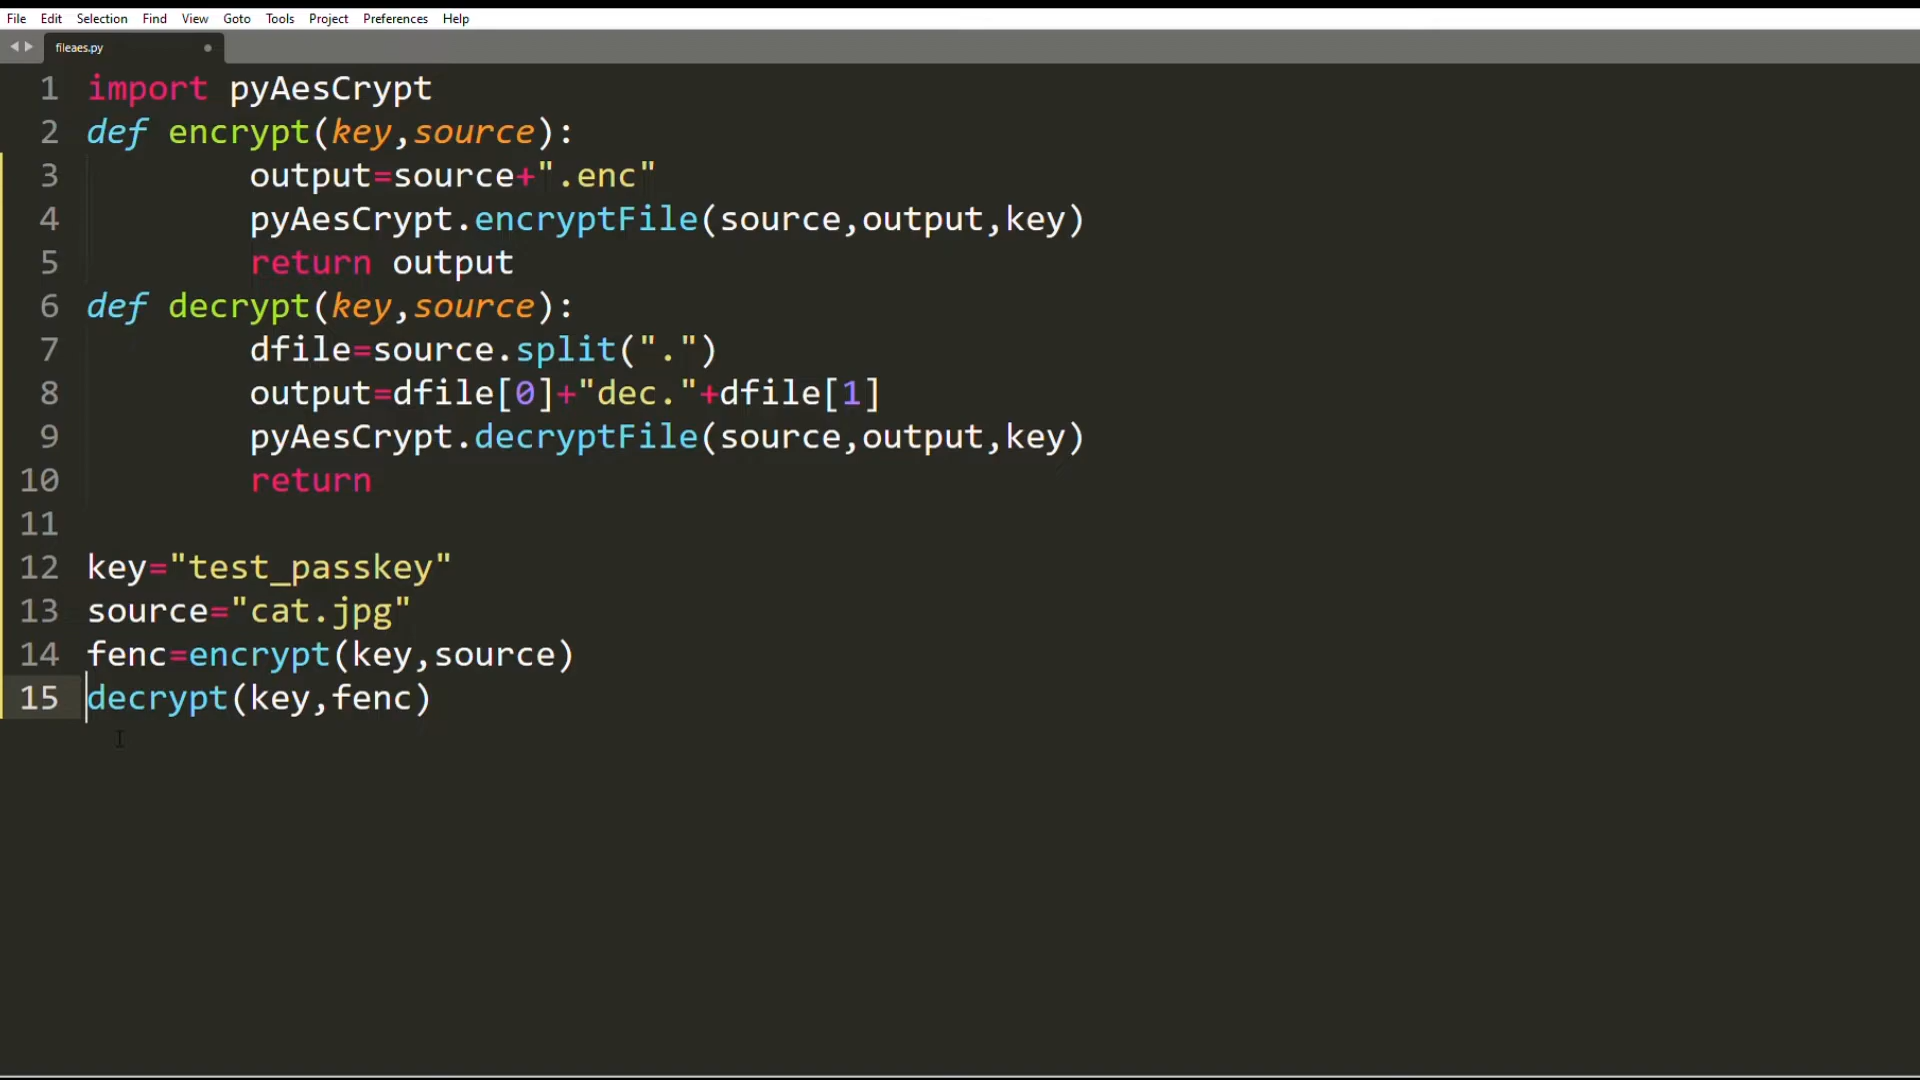 File Edit Selection Find View Goto Tools Project Preferences Help
fileaes.py
1 import pyAesCrypt
2 def encrypt(key,source):
3 output=source+".enc"
4 pyAesCrypt.encryptFile(source,output,key)
5 return output
6 def decrypt(key,source):
7 dfile=source.split(".")
8 output=dfile[0]+"dec."+dfile[1]
9 pyAesCrypt.decryptFile(source,output,key)
10 return
11
12 key="test_passkey"
13 source="cat.jpg"
14 fenc=encrypt(key,source)
15 decrypt(key,fenc)